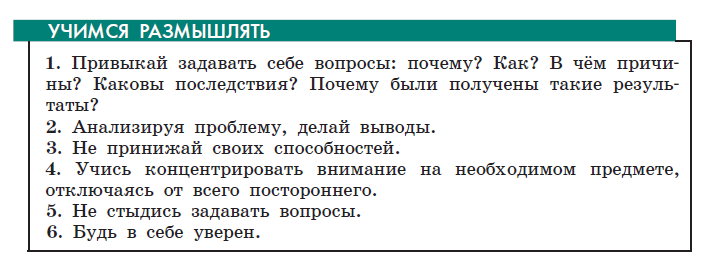 УЧИМСЯ РАЗМЫШЛЯТЬ
1. Привыкай задавать себе вопросы: почему? Как? В чём причи-
ны? Каковы последствия? Почему были получены такие резуль-
таты?
2. Анализируя проблему, делай выводы.
3. Не принижай своих способностей.
4. Учись концентрировать внимание на необходимом предмете,
отключаясь от всего постороннего.
5. Не стыдись задавать вопросы.
6. Будь в себе уверен.